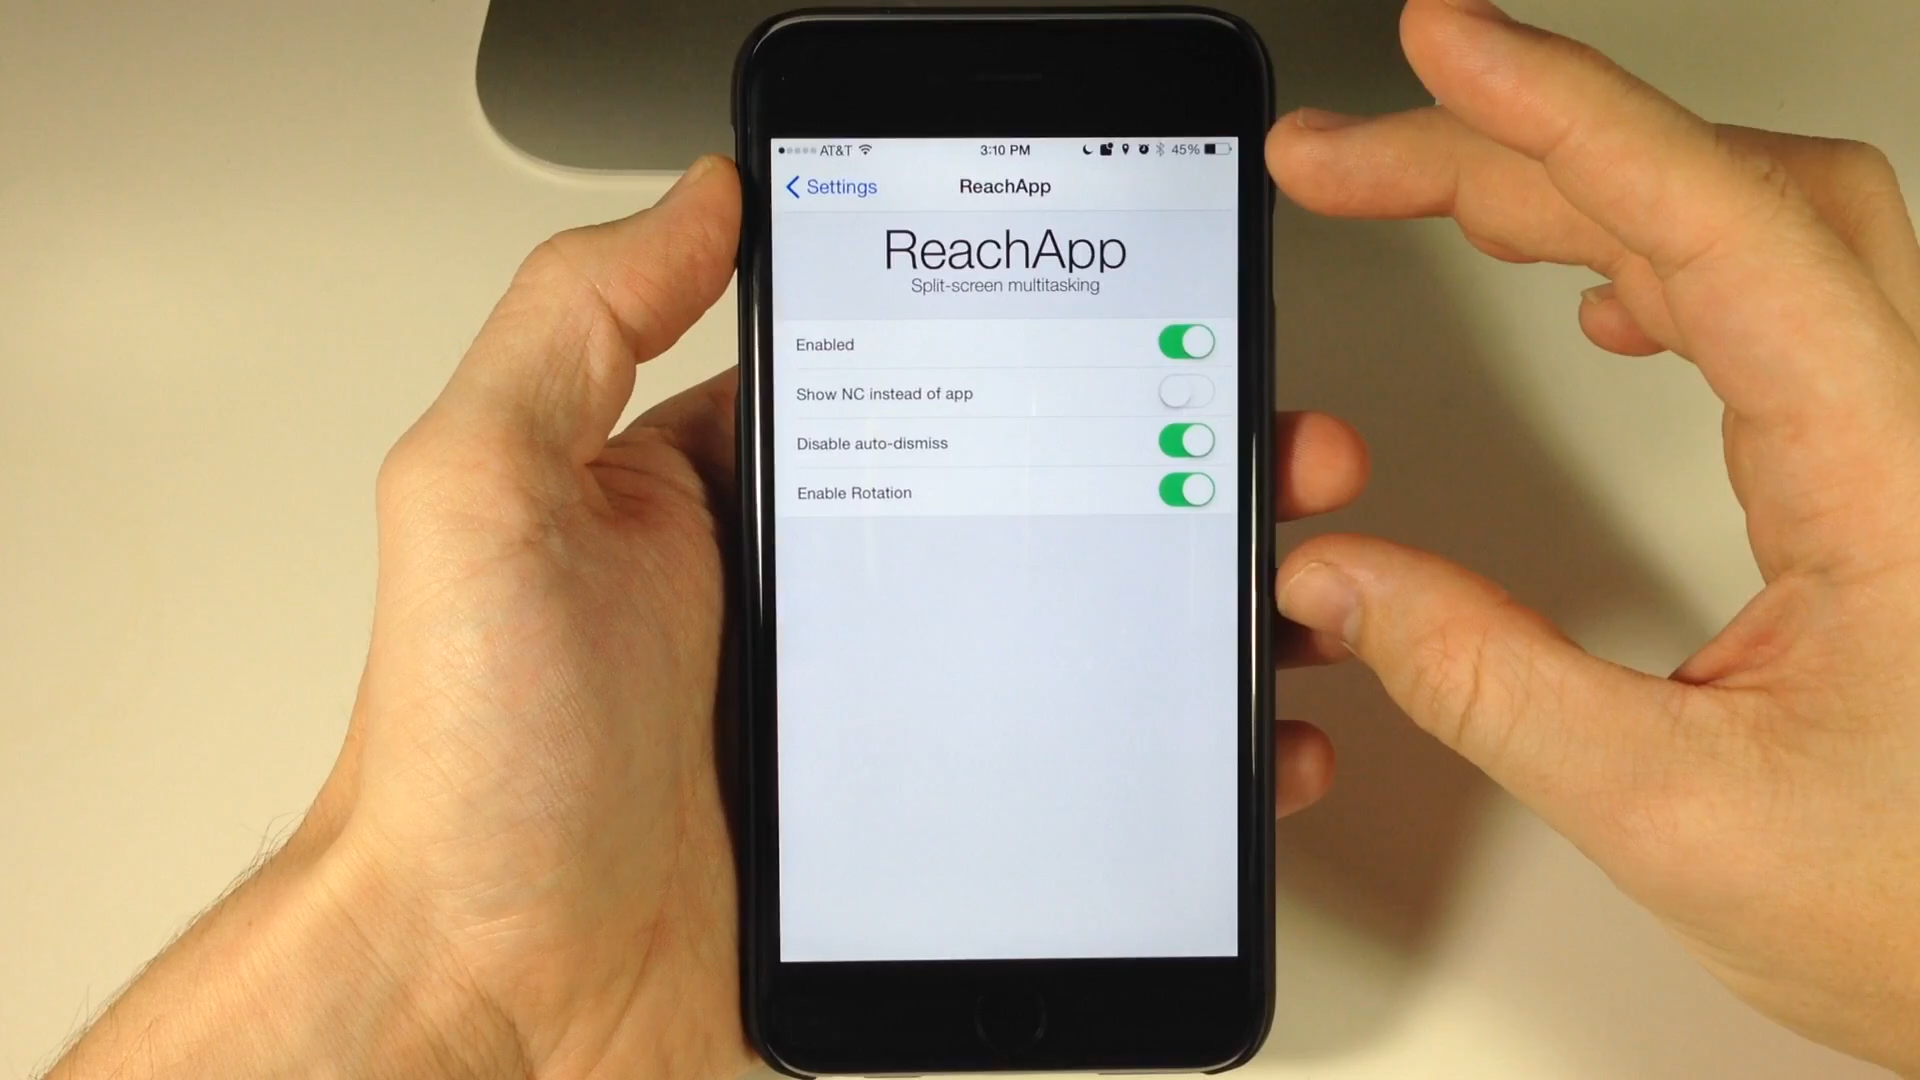 AT&T 3:10 PM 45%
Settings ReachApp
ReachApp
Split-screen multitasking
Enabled
Show NC instead of app
Disable auto-dismiss
Enable Rotation